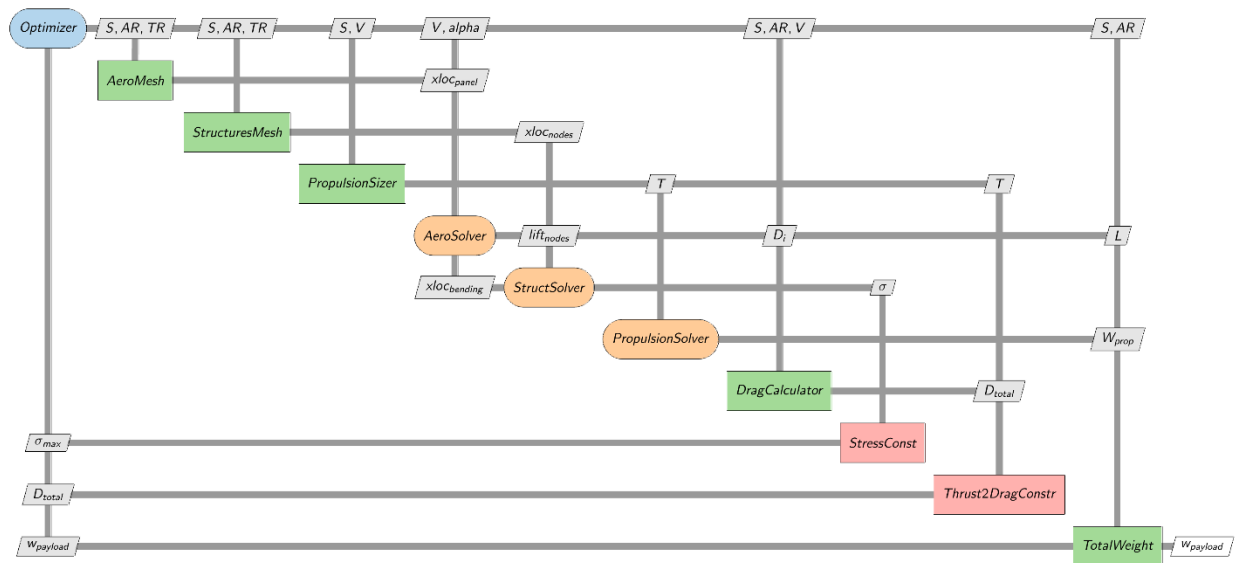 Optimizer S, AR, TR S, AR, TR S, V V, alpha S, AR, V S, AR
AeroMesh xloc_panel
StructuresMesh xloc_nodes
PropulsionSizer T T
AeroSolver lift_nodes D_i L
xloc_bending StructSolver σ
PropulsionSolver W_prop
DragCalculator D_total
σ_max StressConst
D_total Thrust2DragConstr
w_payload TotalWeight w_payload